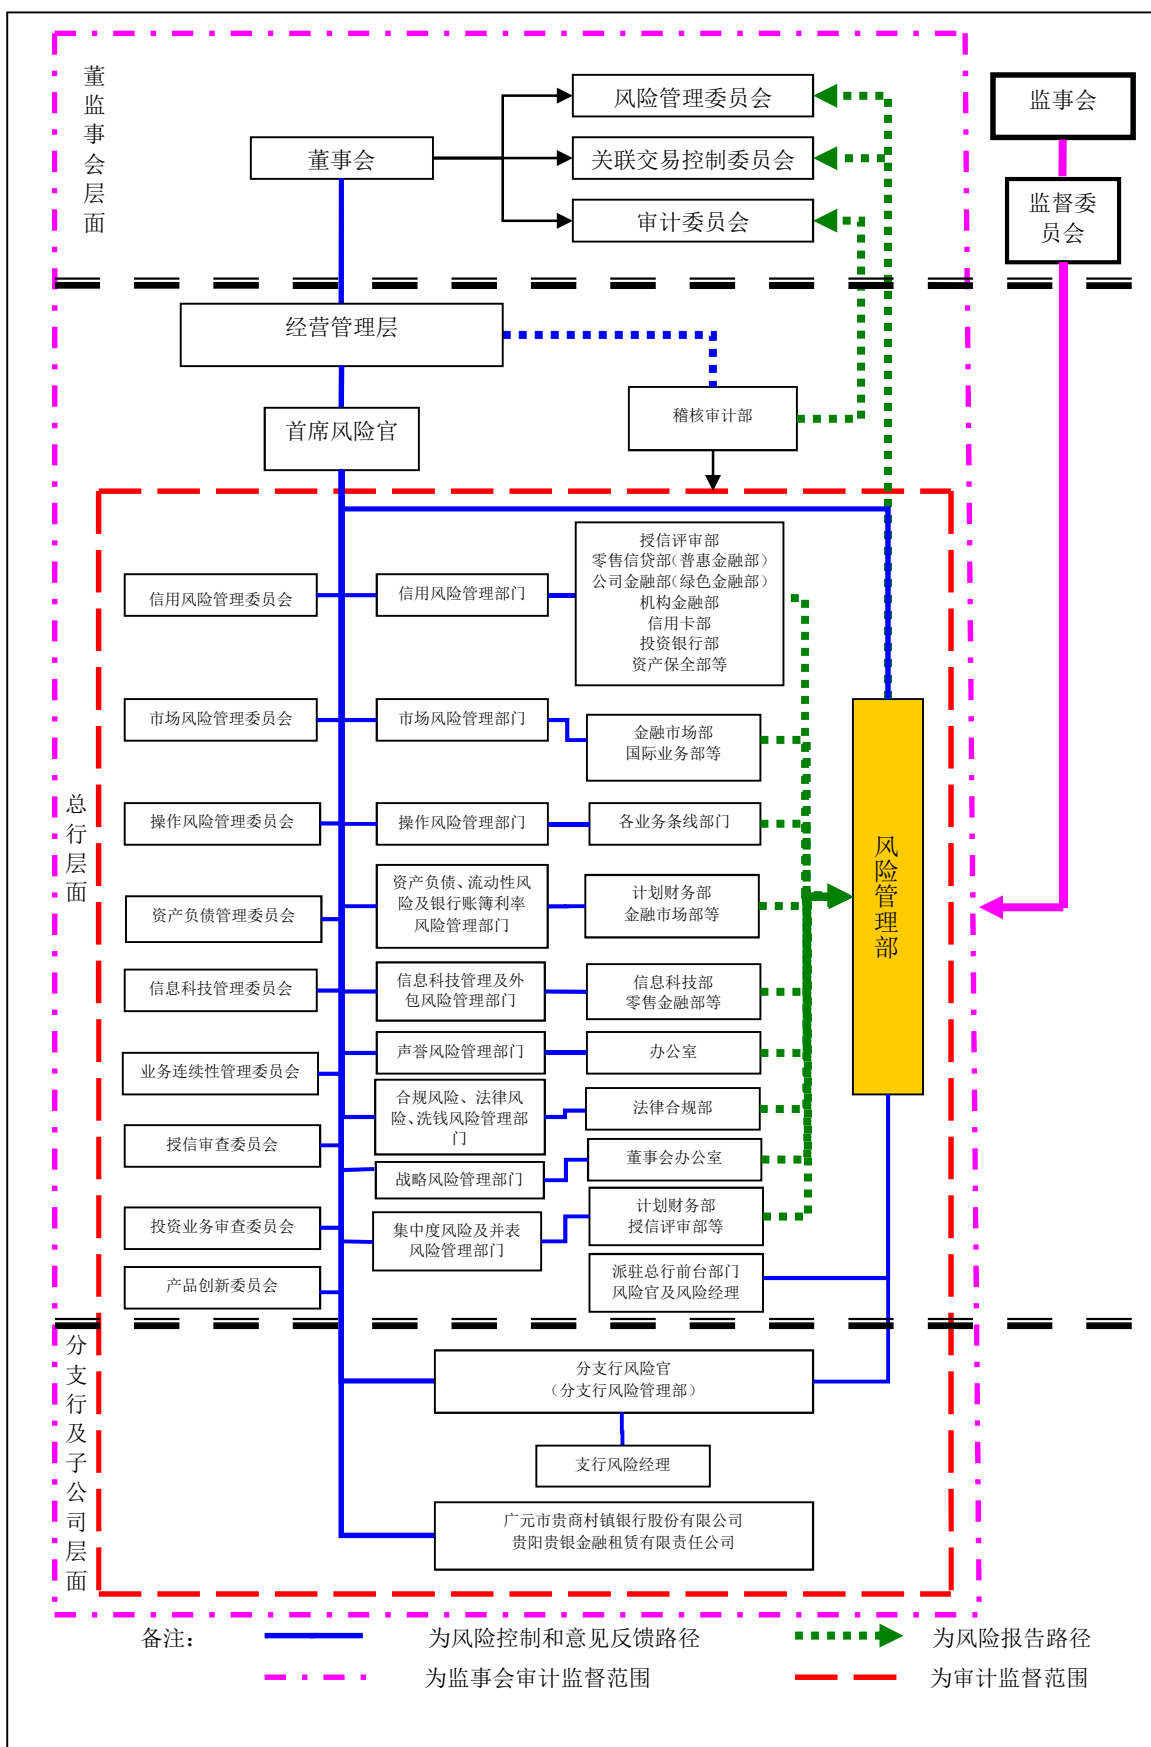 董监事会层面
风险管理委员会
监事会
董事会
关联交易控制委员会
监督委
员会
审计委员会
经营管理层
稽核审计部
首席风险官
总行层面
授信评审部
零售信贷部(普惠金融部)
公司金融部(绿色金融部)
机构金融部
信用卡部
投资银行部
资产保全部等
信用风险管理委员会
信用风险管理部门
市场风险管理委员会
市场风险管理部门
金融市场部
国际业务部等
操作风险管理委员会
操作风险管理部门
各业务条线部门
风险管理部
资产负债管理委员会
资产负债、流动性风
险及银行账簿利率
风险管理部门
计划财务部
金融市场部等
信息科技管理委员会
信息科技管理及外
包风险管理部门
信息科技部
零售金融部等
业务连续性管理委员会
声誉风险管理部门
办公室
授信审查委员会
合规风险、法律风
险、洗钱风险管理部
门
法律合规部
战略风险管理部门
董事会办公室
投资业务审查委员会
集中度风险及并表
风险管理部门
计划财务部
授信评审部等
产品创新委员会
派驻总行前台部门
风险官及风险经理
分支行及子公司层面
分支行风险官
(分支行风险管理部)
支行风险经理
广元市贵商村镇银行股份有限公司
贵阳贵银金融租赁有限责任公司
备注:
为风险控制和意见反馈路径
为风险报告路径
为监事会审计监督范围
为审计监督范围